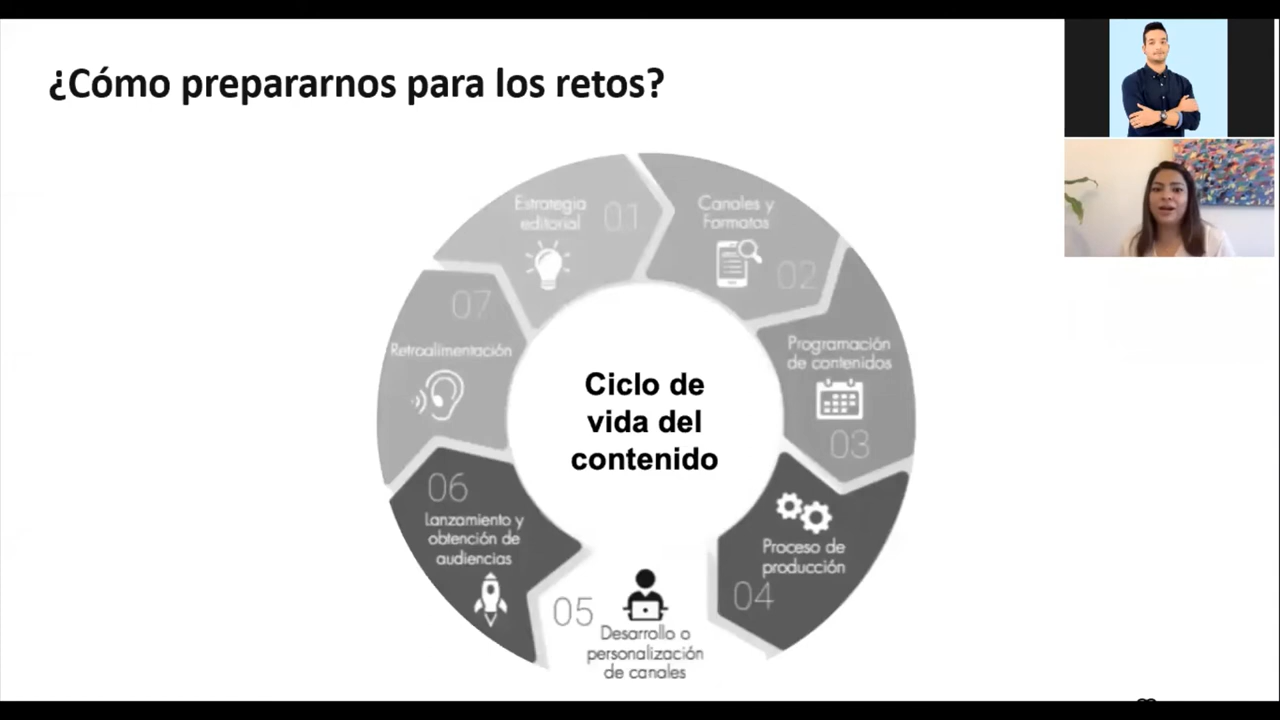 ¿Cómo prepararnos para los retos?
Estrategia
editorial
01
Canales y
Formatos
02
Programación
de contenidos
03
Proceso de
producción
04
05
Desarrollo o
personalización
de canales
06
Lanzamiento y
obtención de
audiencias
07
Retroalimentación
Ciclo de
vida del
contenido